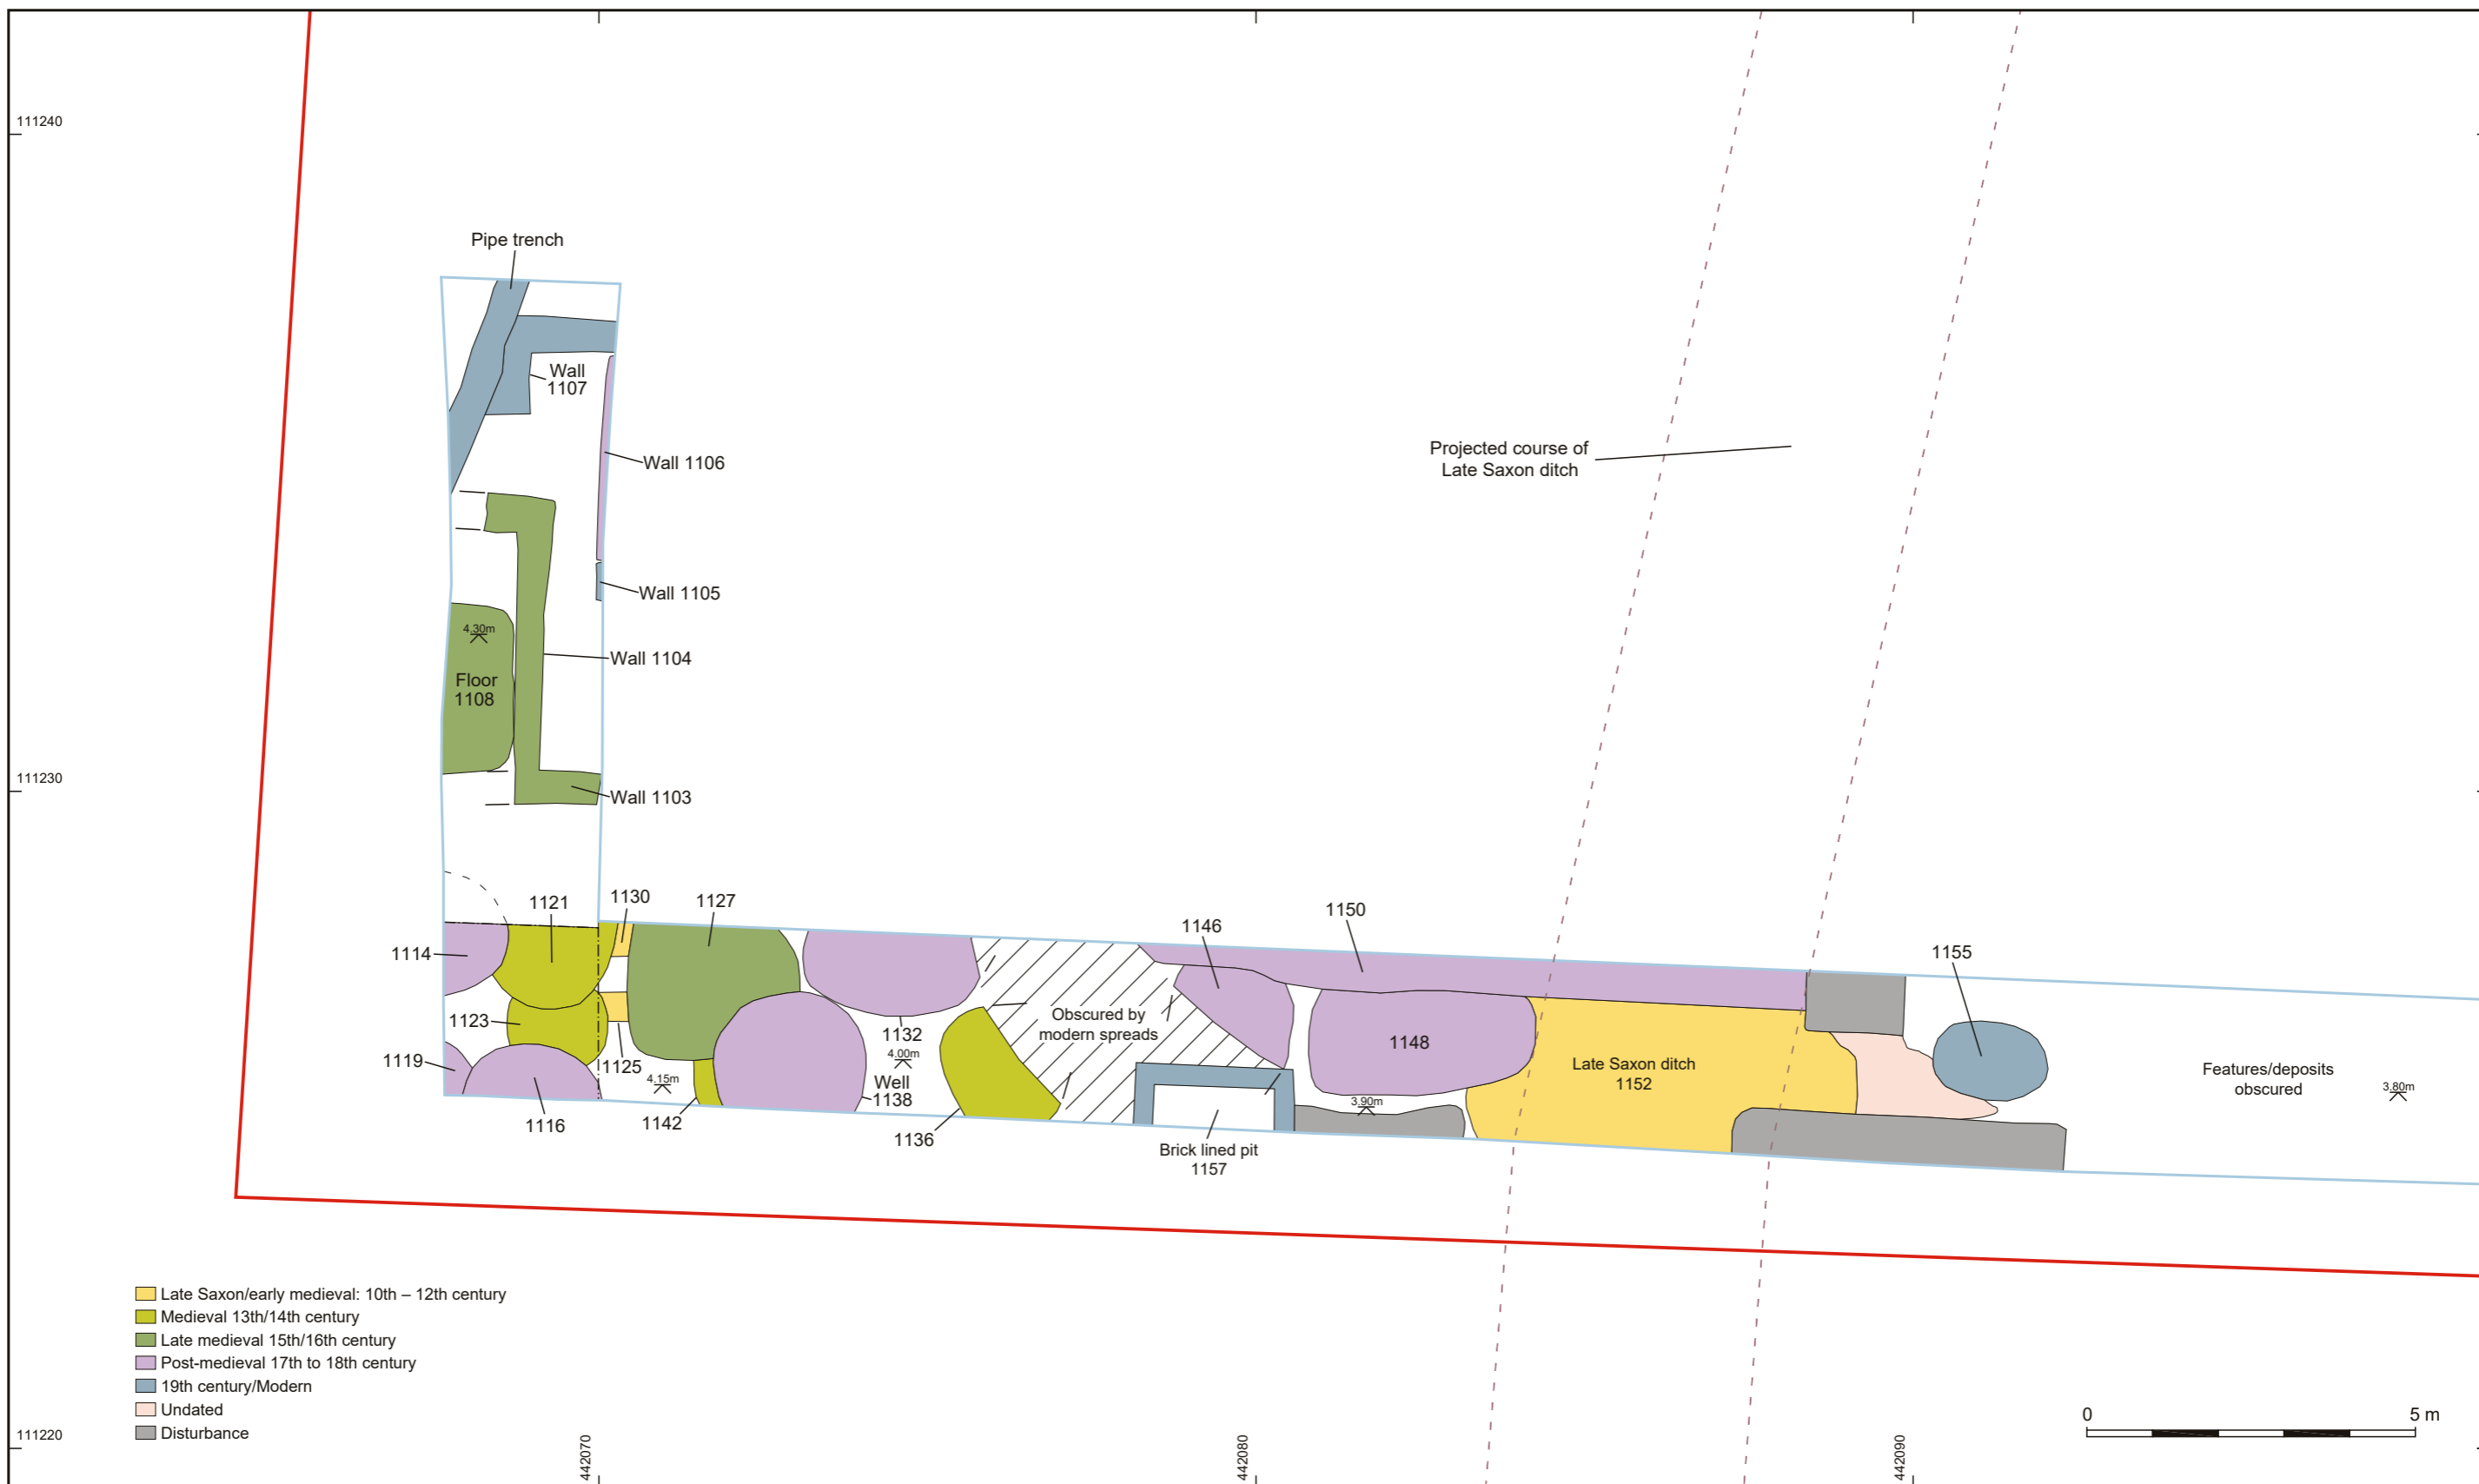 111240
Pipe trench
Wall
1107
Projected course of
Late Saxon ditch
Wall 1106
Wall 1105
4.30m
Wall 1104
Floor
1108
111230
Wall 1103
1121
1130
1127
1146
1150
1114
1155
1123
Obscured by
modern spreads
1132
1148
1119
1125
4.00m
4.15m
Well
1138
Late Saxon ditch
1152
Features/deposits
obscured
3.80m
3.90m
1116
1142
1136
Brick lined pit
1157
Late Saxon/early medieval: 10th – 12th century
Medieval 13th/14th century
Late medieval 15th/16th century
Post-medieval 17th to 18th century
19th century/Modern
Undated
Disturbance
0
5 m
111220
442070
442080
442090